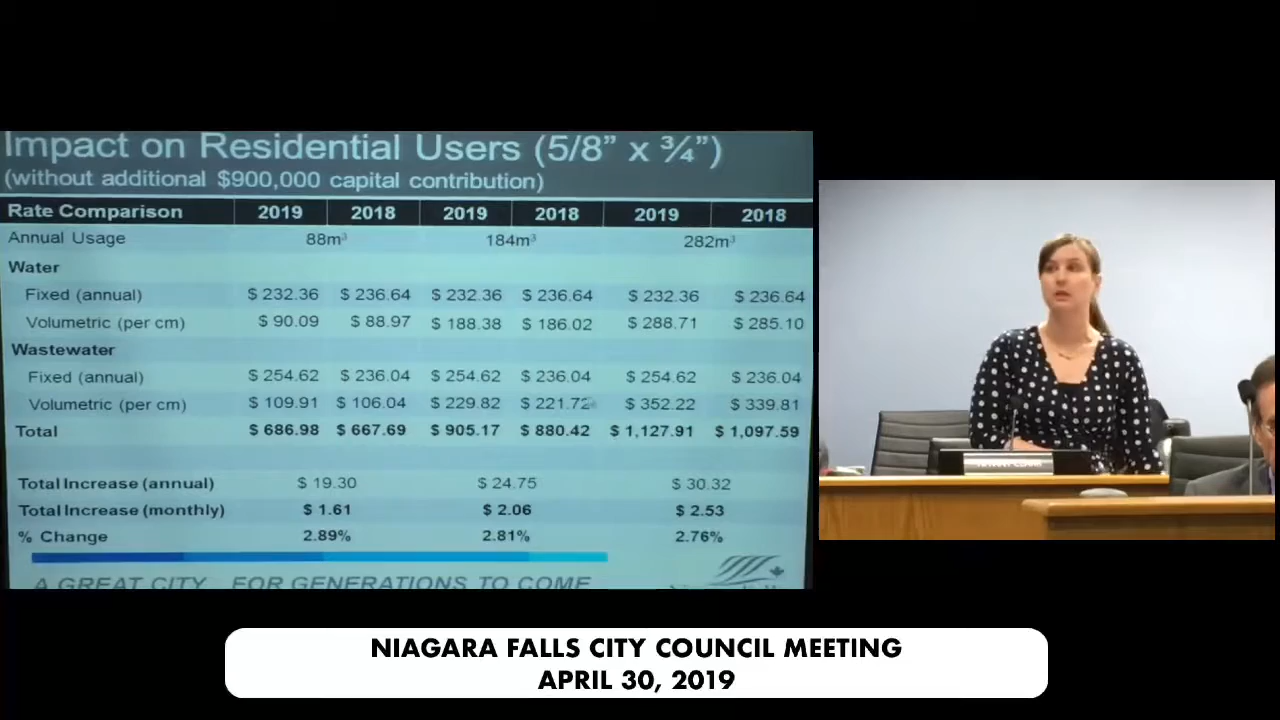 Impact on Residential Users (5/8” x ¾”)
(without additional $900,000 capital contribution)
Rate Comparison 2019 2018 2019 2018 2019 2018
Annual Usage 88m³ 184m³ 282m³
Water
Fixed (annual) $ 232.36 $ 236.64 $ 232.36 $ 236.64 $ 232.36 $ 236.64
Volumetric (per cm) $ 90.09 $ 88.97 $ 188.38 $ 186.02 $ 288.71 $ 285.10
Wastewater
Fixed (annual) $ 254.62 $ 236.04 $ 254.62 $ 236.04 $ 254.62 $ 236.04
Volumetric (per cm) $ 109.91 $ 106.04 $ 229.82 $ 221.72 $ 352.22 $ 339.81
Total $ 686.98 $ 667.69 $ 905.17 $ 880.42 $ 1,127.91 $ 1,097.59
Total Increase (annual) $ 19.30 $ 24.75 $ 30.32
Total Increase (monthly) $ 1.61 $ 2.06 $ 2.53
% Change 2.89% 2.81% 2.76%
A GREAT CITY... FOR GENERATIONS TO COME
NIAGARA FALLS CITY COUNCIL MEETING
APRIL 30, 2019